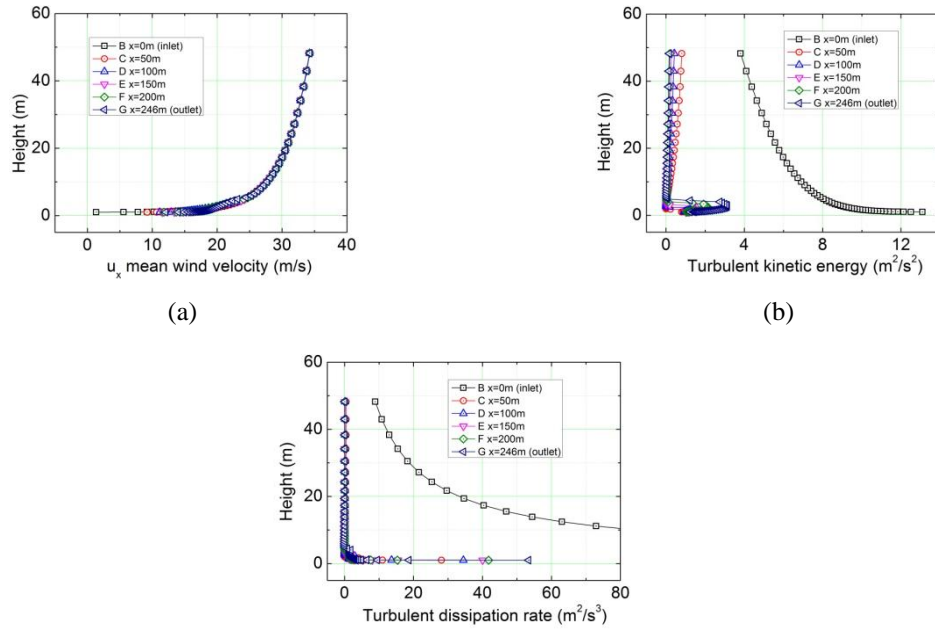 60
40
20
0
Height (m)
B x=0m (inlet)
C x=50m
D x=100m
E x=150m
F x=200m
G x=246m (outlet)
0 10 20 30 40
u_x mean wind velocity (m/s)
(a)
60
40
20
0
Height (m)
B x=0m (inlet)
C x=50m
D x=100m
E x=150m
F x=200m
G x=246m (outlet)
0 4 8 12
Turbulent kinetic energy (m²/s²)
(b)
60
40
20
0
Height (m)
B x=0m (inlet)
C x=50m
D x=100m
E x=150m
F x=200m
G x=246m (outlet)
0 20 40 60 80
Turbulent dissipation rate (m²/s³)